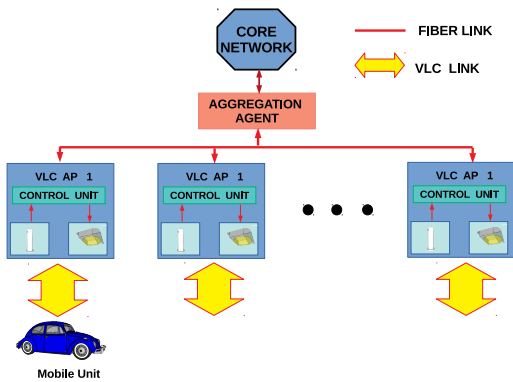 CORE
NETWORK
FIBER LINK
VLC LINK
AGGREGATION
AGENT
VLC AP 1
CONTROL UNIT
VLC AP 1
CONTROL UNIT
VLC AP 1
CONTROL UNIT
Mobile Unit